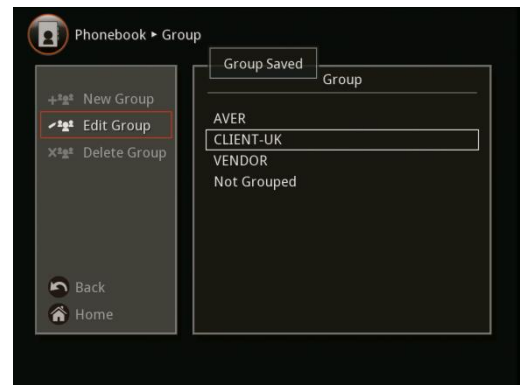 Phonebook ▸ Group
New Group
Edit Group
Delete Group
Back
Home
Group Saved
Group
AVER
CLIENT-UK
VENDOR
Not Grouped